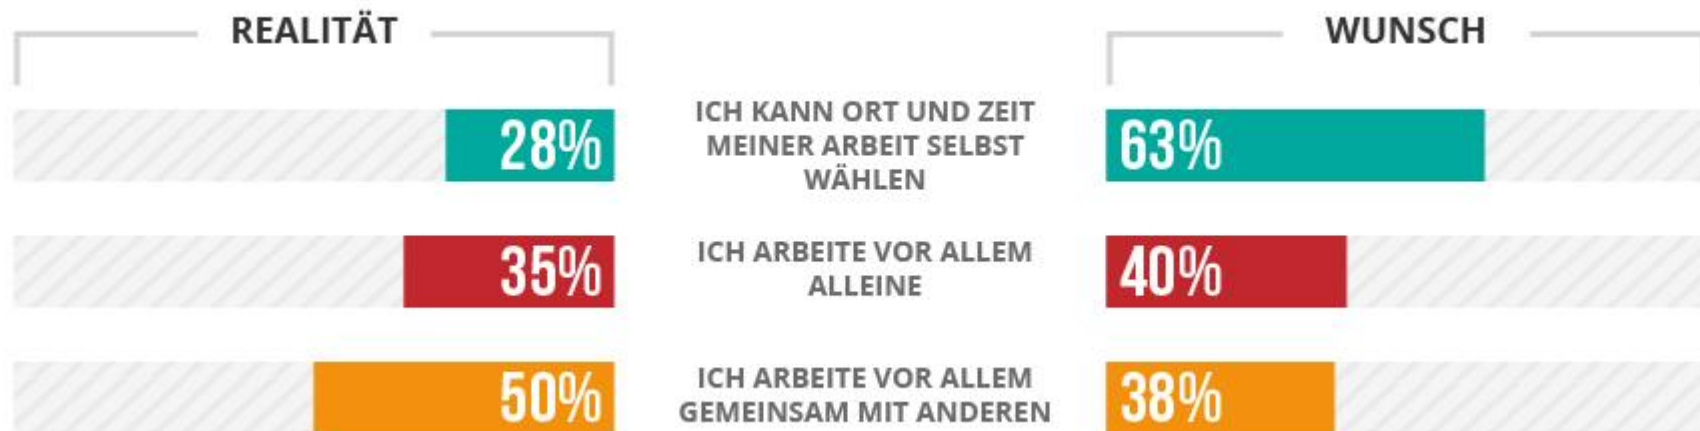 REALITÄT
WUNSCH
28%
ICH KANN ORT UND ZEIT
MEINER ARBEIT SELBST
WÄHLEN
63%
35%
ICH ARBEITE VOR ALLEM
ALLEINE
40%
50%
ICH ARBEITE VOR ALLEM
GEMEINSAM MIT ANDEREN
38%